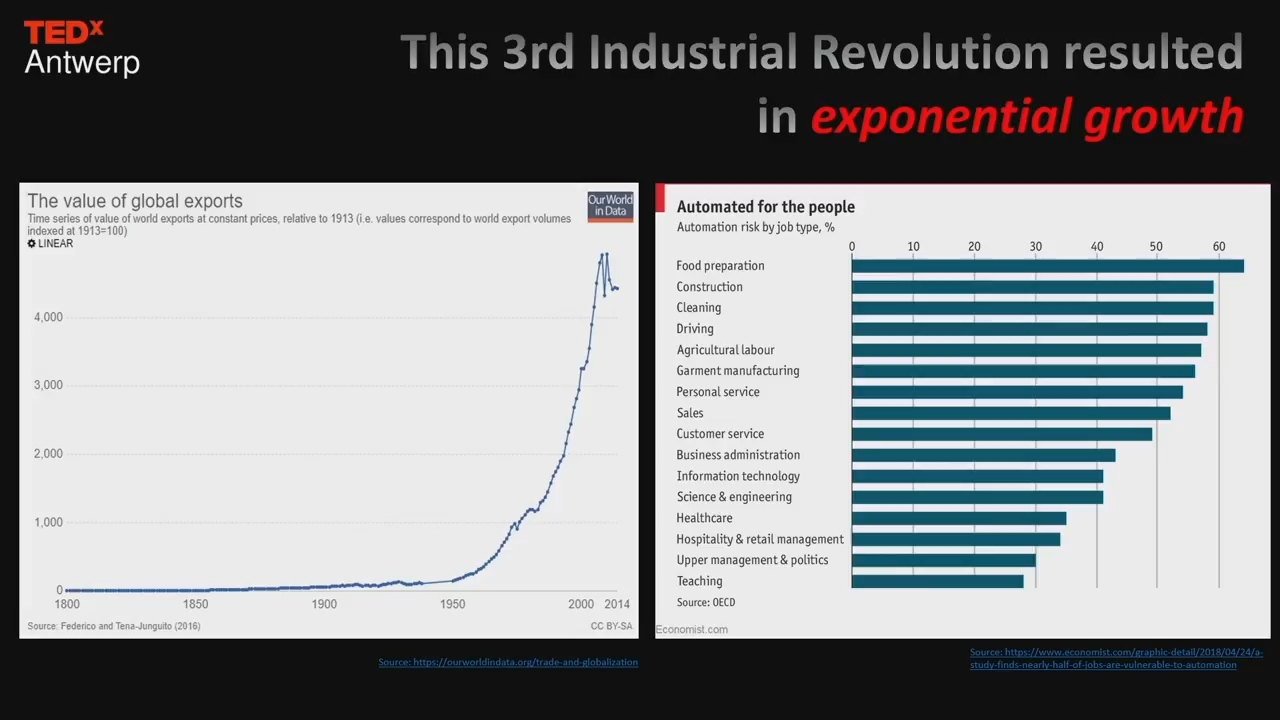 TEDx
Antwerp
This 3rd Industrial Revolution resulted
in exponential growth
The value of global exports
Time series of value of world exports at constant prices, relative to 1913 (i.e. values correspond to world export volumes
indexed at 1913=100)
LINEAR
Our World
in Data
4,000
3,000
2,000
1,000
0
1800
1850
1900
1950
2000
2014
Source: Federico and Tena-Junguito (2016)
CC BY-SA
Source: https://ourworldindata.org/trade-and-globalization
Automated for the people
Automation risk by job type, %
0 10 20 30 40 50 60
Food preparation
Construction
Cleaning
Driving
Agricultural labour
Garment manufacturing
Personal service
Sales
Customer service
Business administration
Information technology
Science & engineering
Healthcare
Hospitality & retail management
Upper management & politics
Teaching
Source: OECD
Economist.com
Source: https://www.economist.com/graphic-detail/2018/04/24/a-
study-finds-nearly-half-of-jobs-are-vulnerable-to-automation